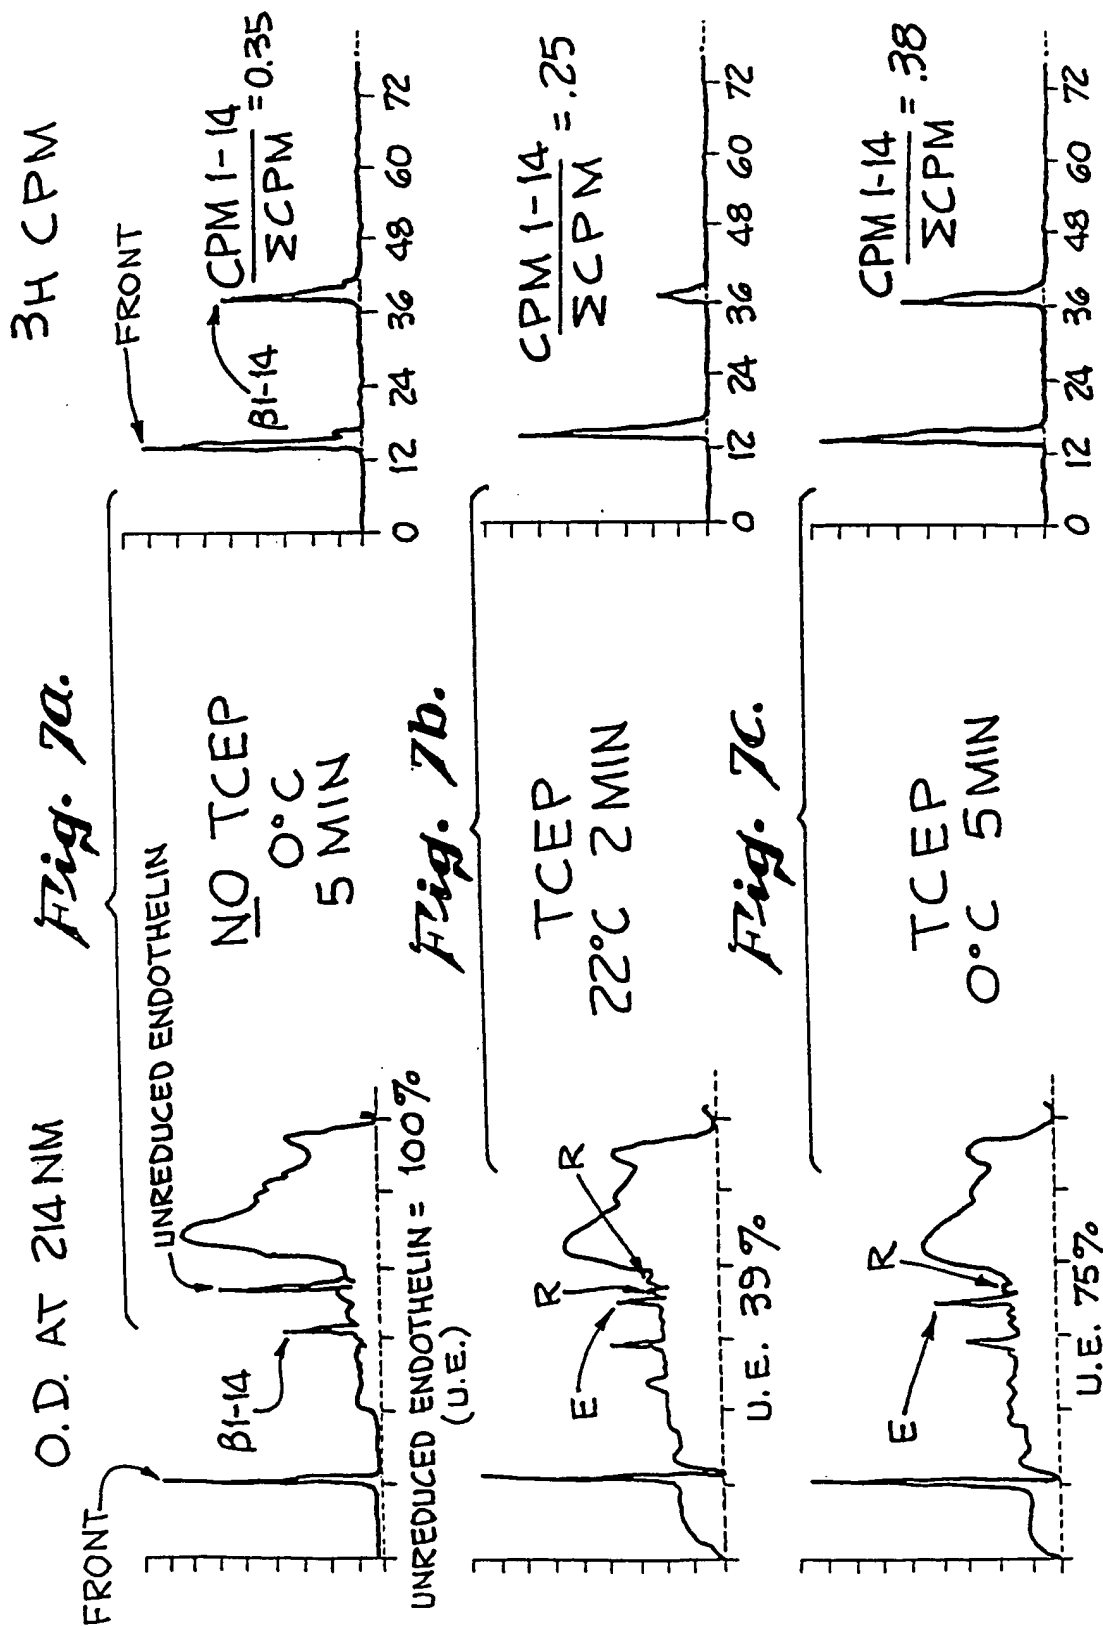 O.D. AT 214 NM
3H CPM
Fig. 7a.
FRONT
β1-14
UNREDUCED ENDOTHELIN
NO TCEP
0°C
5 MIN
UNREDUCED ENDOTHELIN = 100%
(U.E.)
FRONT
β1-14
CPM 1-14
ΣCPM
= 0.35
0 12 24 36 48 60 72
Fig. 7b.
E
R
R
TCEP
22°C 2 MIN
U.E. 39%
CPM 1-14
ΣCPM
= .25
0 12 24 36 48 60 72
Fig. 7c.
E
R
TCEP
0°C 5 MIN
U.E. 75%
CPM 1-14
ΣCPM
= .38
0 12 24 36 48 60 72